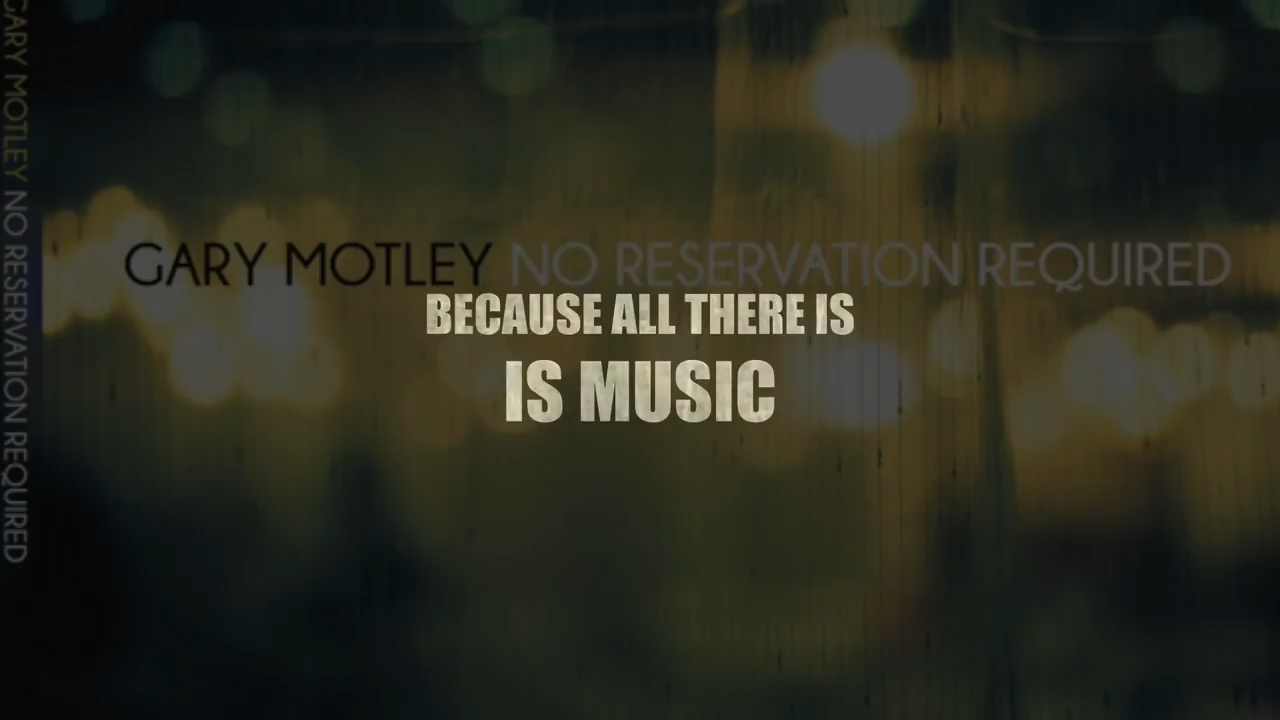 GARY MOTLEY NO RESERVATION REQUIRED
GARY MOTLEY NO RESERVATION REQUIRED
BECAUSE ALL THERE IS
IS MUSIC